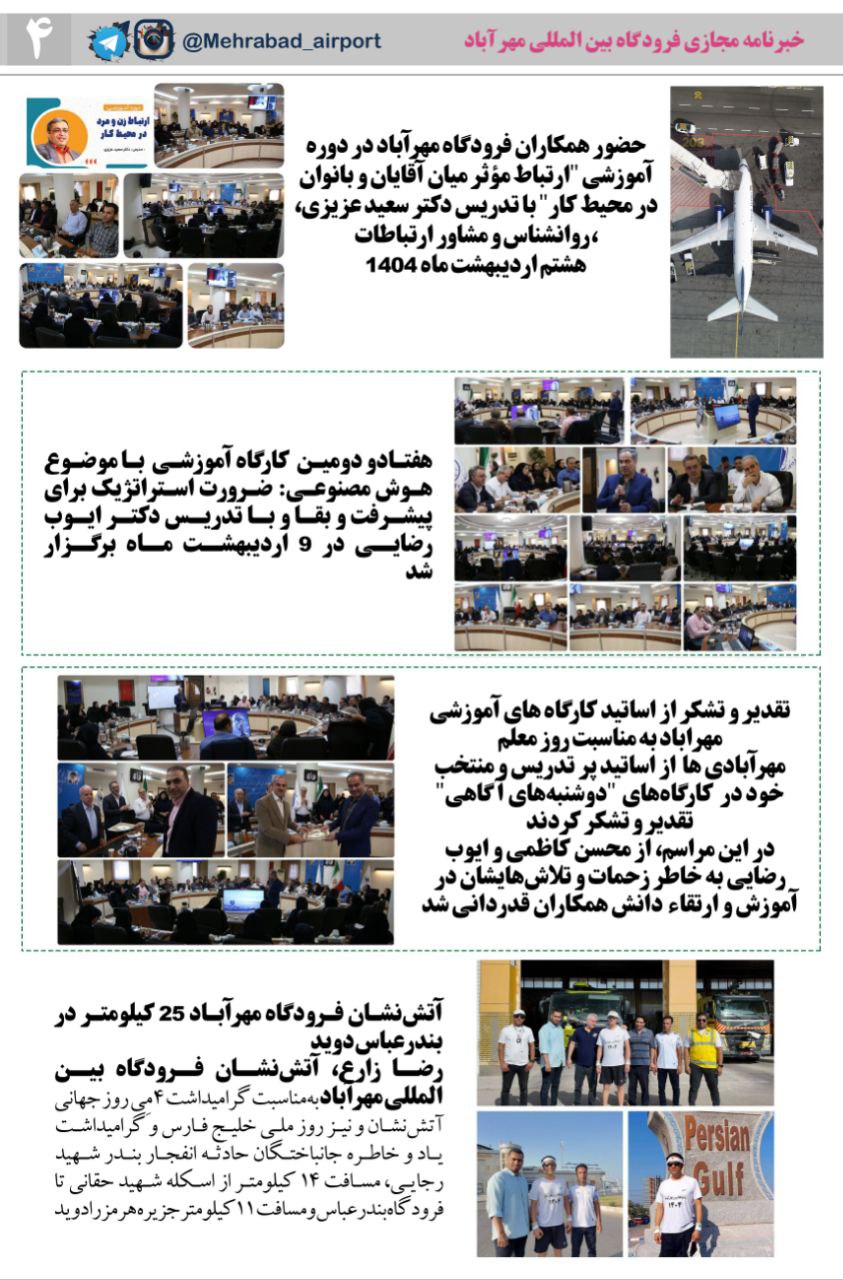 خبرنامه مجازی فرودگاه بین المللی مهرآباد
@Mehrabad_airport
۴
حضور همکاران فرودگاه مهرآباد در دوره
آموزشی "ارتباط مؤثر میان آقایان و بانوان
در محیط کار" با تدریس دکتر سعید عزیزی،
،روانشناس و مشاور ارتباطات
هشتم اردیبهشت ماه 1404
دوره آموزشی
ارتباط زن و مرد
در محیط کار
203
هفتادو دومین کارگاه آموزشی با موضوع
هوش مصنوعی: ضرورت استراتژیک برای
پیشرفت و بقا و با تدریس دکتر ایوب
رضایی در 9 اردیبهشت ماه برگزار
شد
تقدیر و تشکر از اساتید کارگاه های آموزشی
مهراباد به مناسبت روز معلم
مهرآبادی ها از اساتید پر تدریس و منتخب
خود در کارگاه‌های "دوشنبه‌های آگاهی"
تقدیر و تشکر کردند
در این مراسم، از محسن کاظمی و ایوب
رضایی به خاطر زحمات و تلاش‌هایشان در
آموزش و ارتقاء دانش همکاران قدردانی شد
آتش‌نشان فرودگاه مهرآباد 25 کیلومتر در
بندرعباس دوید
رضا زارع، آتش‌نشان فرودگاه بین
المللی مهرآباد به مناسبت گرامیداشت ۴می روز جهانی
آتش‌نشان و نیز روز ملی خلیج فارس و گرامیداشت
یاد و خاطره جانباختگان حادثه انفجار بندر شهید
رجایی، مسافت ۱۴ کیلومتر از اسکله شهید حقانی تا
فرودگاه بندرعباس و مسافت ۱۱ کیلومتر جزیره هرمز را دوید
Persian
Gulf
۱۴۰۴